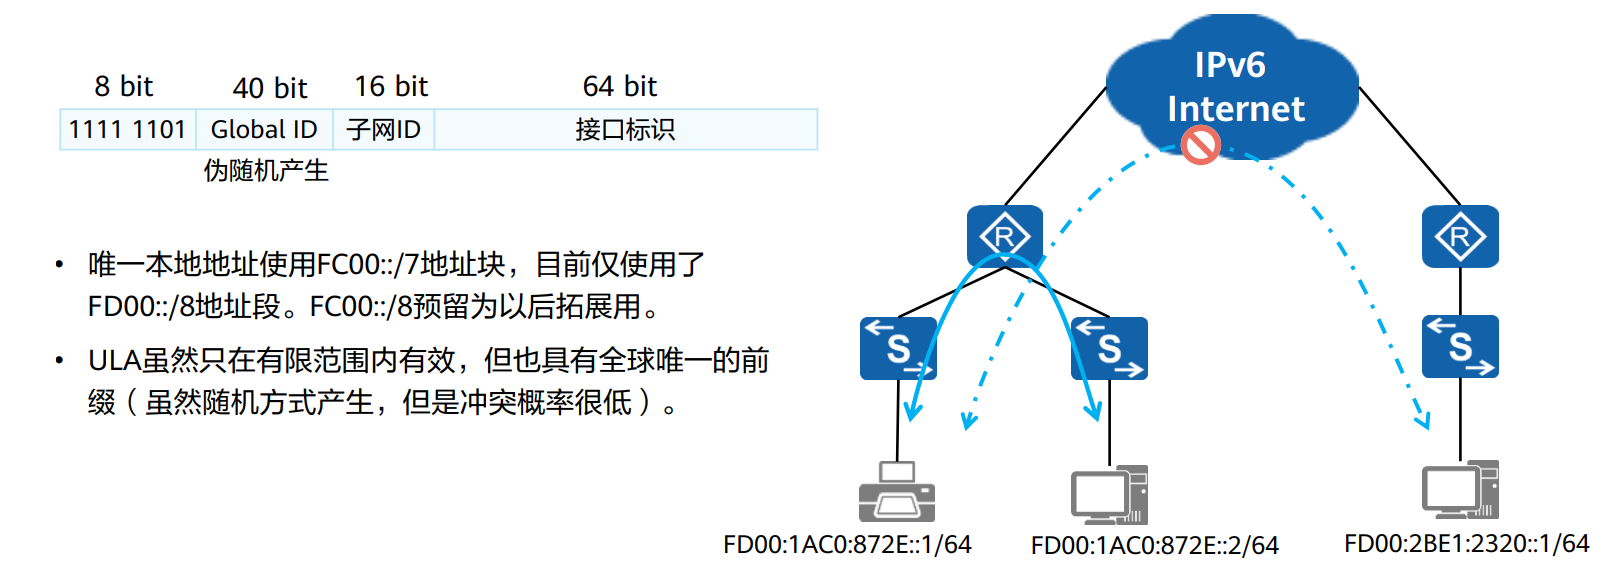 8 bit
40 bit
16 bit
64 bit
1111 1101
Global ID
子网ID
接口标识
伪随机产生
• 唯一本地地址使用FC00::/7地址块，目前仅使用了
FD00::/8地址段。FC00::/8预留为以后拓展用。
• ULA虽然只在有限范围内有效，但也具有全球唯一的前
缀（虽然随机方式产生，但是冲突概率很低）。
IPv6
Internet
R
R
S
S
S
FD00:1AC0:872E::1/64
FD00:1AC0:872E::2/64
FD00:2BE1:2320::1/64